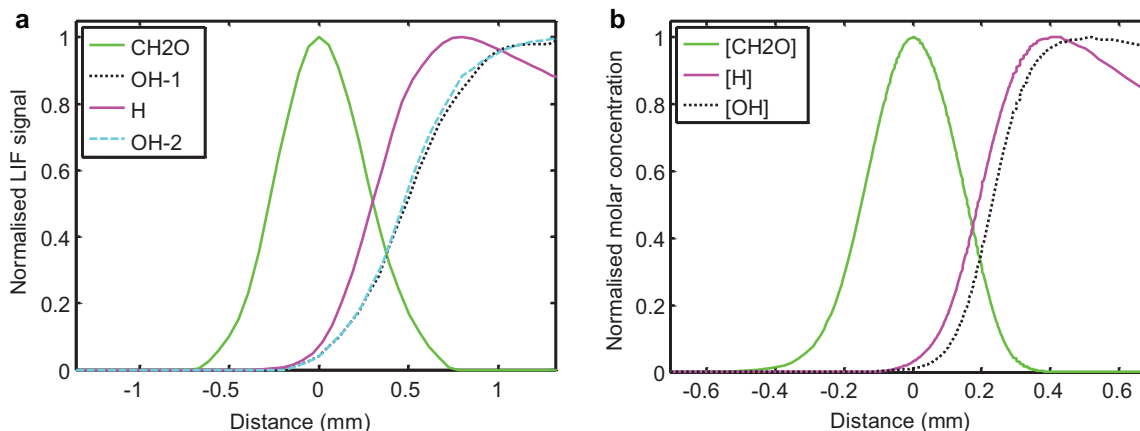 a
CH2O
OH-1
H
OH-2
Normalised LIF signal
1
0.8
0.6
0.4
0.2
0
-1
-0.5
0
0.5
1
Distance (mm)
b
[CH2O]
[H]
[OH]
Normalised molar concentration
1
0.8
0.6
0.4
0.2
0
-0.6
-0.4
-0.2
0
0.2
0.4
0.6
Distance (mm)